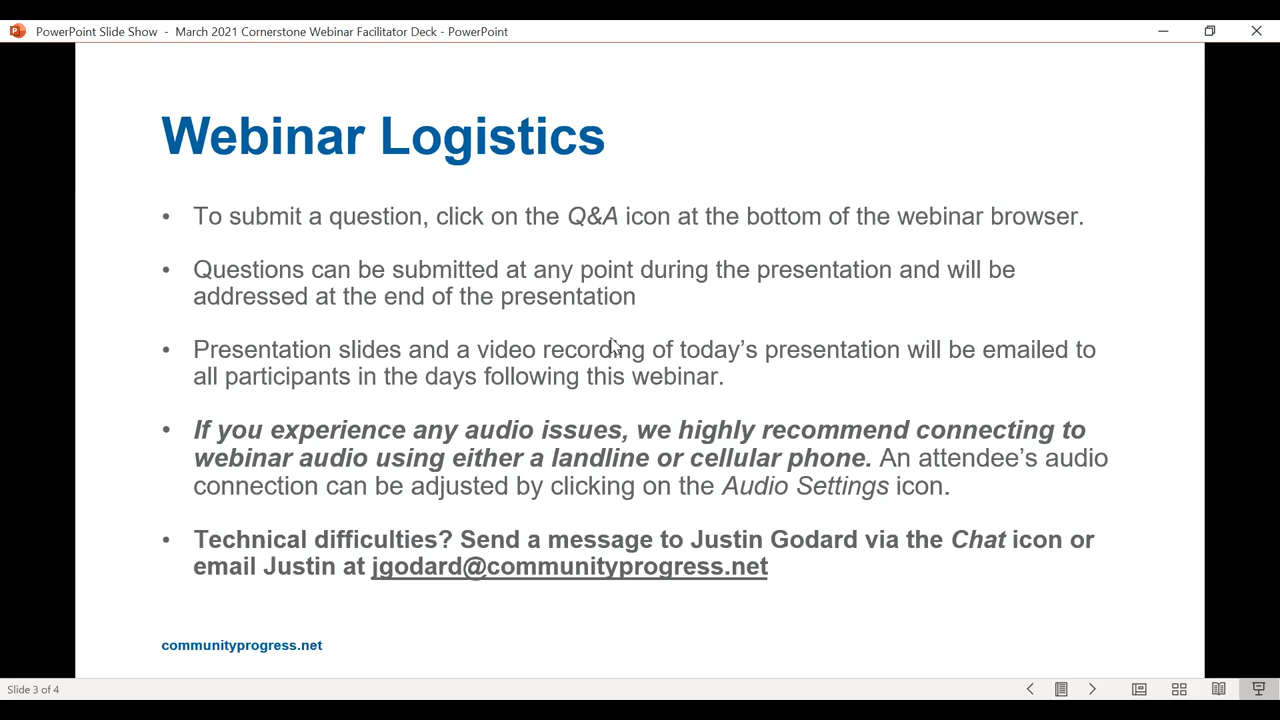 PowerPoint Slide Show - March 2021 Cornerstone Webinar Facilitator Deck - PowerPoint
Webinar Logistics
• To submit a question, click on the Q&A icon at the bottom of the webinar browser.
• Questions can be submitted at any point during the presentation and will be
addressed at the end of the presentation
• Presentation slides and a video recording of today’s presentation will be emailed to
all participants in the days following this webinar.
• If you experience any audio issues, we highly recommend connecting to
webinar audio using either a landline or cellular phone. An attendee’s audio
connection can be adjusted by clicking on the Audio Settings icon.
• Technical difficulties? Send a message to Justin Godard via the Chat icon or
email Justin at jgodard@communityprogress.net
communityprogress.net
Slide 3 of 4